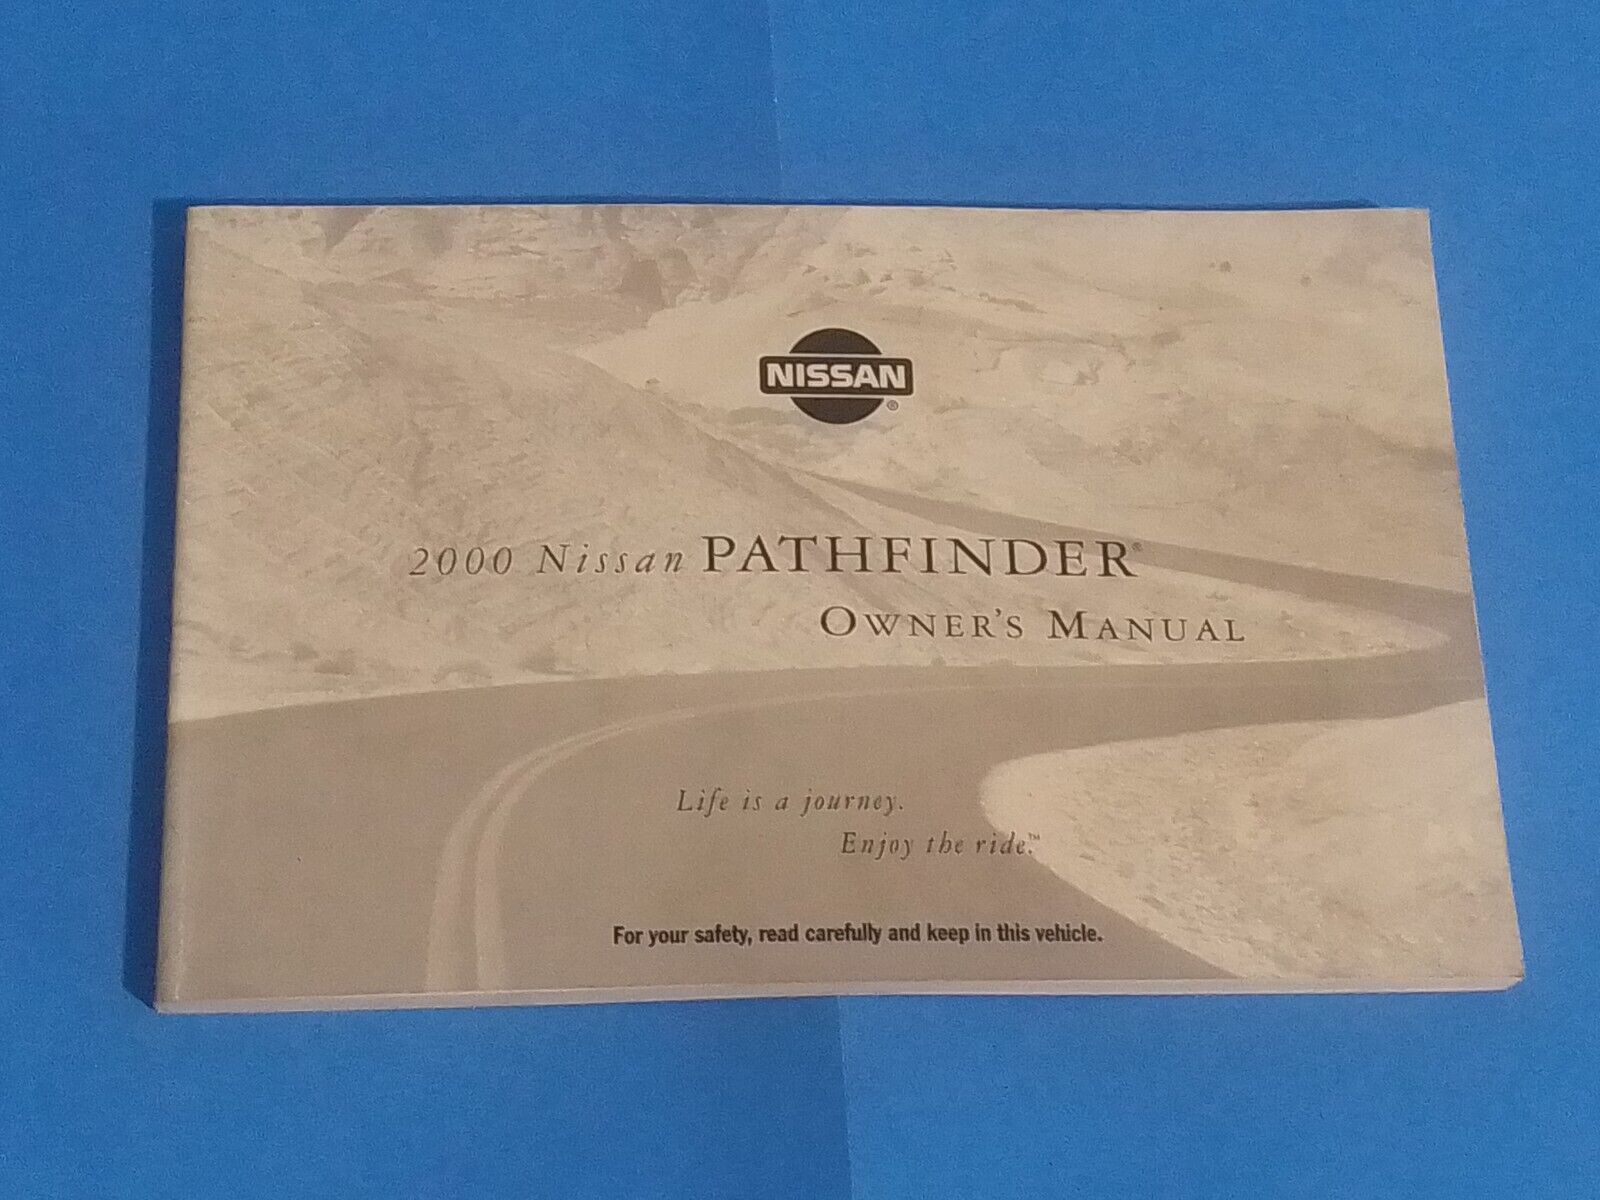 NISSAN®
2000 Nissan PATHFINDER®
OWNER'S MANUAL
Life is a journey.
Enjoy the ride.™
For your safety, read carefully and keep in this vehicle.